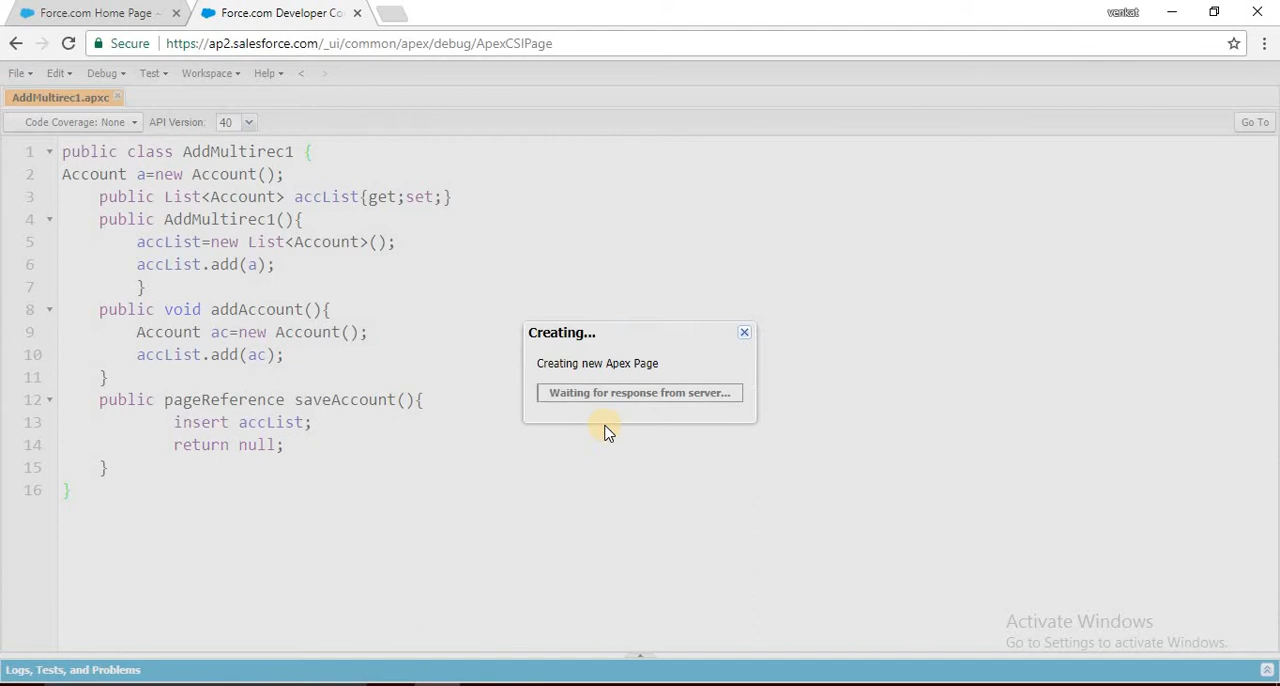 Force.com Home Page ~
Force.com Developer Co
venkat
Secure
https://ap2.salesforce.com/_ui/common/apex/debug/ApexCSIPage
File Edit Debug Test Workspace Help < >
AddMultirec1.apxc
Code Coverage: None API Version: 40 Go To
1 public class AddMultirec1 {
2 Account a=new Account();
3 public List<Account> accList{get;set;}
4 public AddMultirec1(){
5 accList=new List<Account>();
6 accList.add(a);
7 }
8 public void addAccount(){
9 Account ac=new Account();
10 accList.add(ac);
11 }
12 public pageReference saveAccount(){
13 insert accList;
14 return null;
15 }
16 }
Creating...
Creating new Apex Page
Waiting for response from server...
Activate Windows
Go to Settings to activate Windows.
Logs, Tests, and Problems